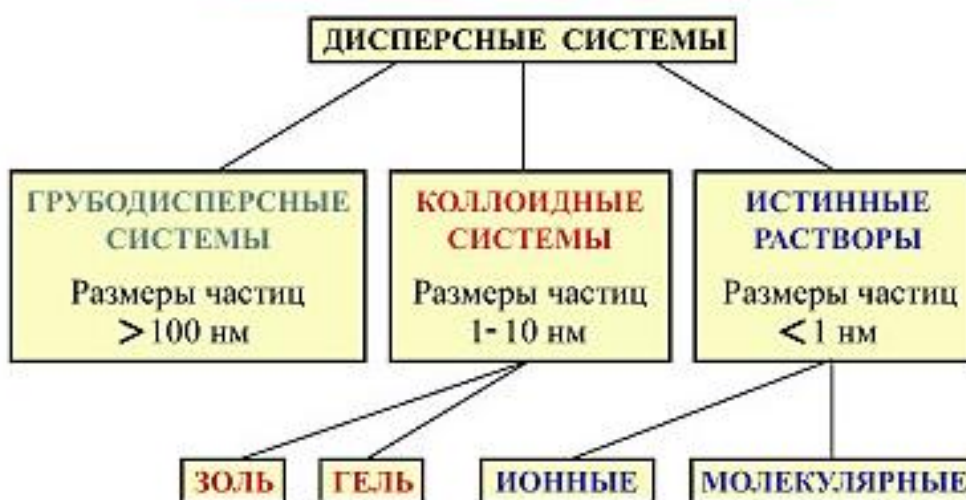 ДИСПЕРСНЫЕ СИСТЕМЫ
ГРУБОДИСПЕРСНЫЕ
СИСТЕМЫ
Размеры частиц
>100 нм
КОЛЛОИДНЫЕ
СИСТЕМЫ
Размеры частиц
1-10 нм
ИСТИННЫЕ
РАСТВОРЫ
Размеры частиц
<1 нм
ЗОЛЬ
ГЕЛЬ
ИОННЫЕ
МОЛЕКУЛЯРНЫЕ